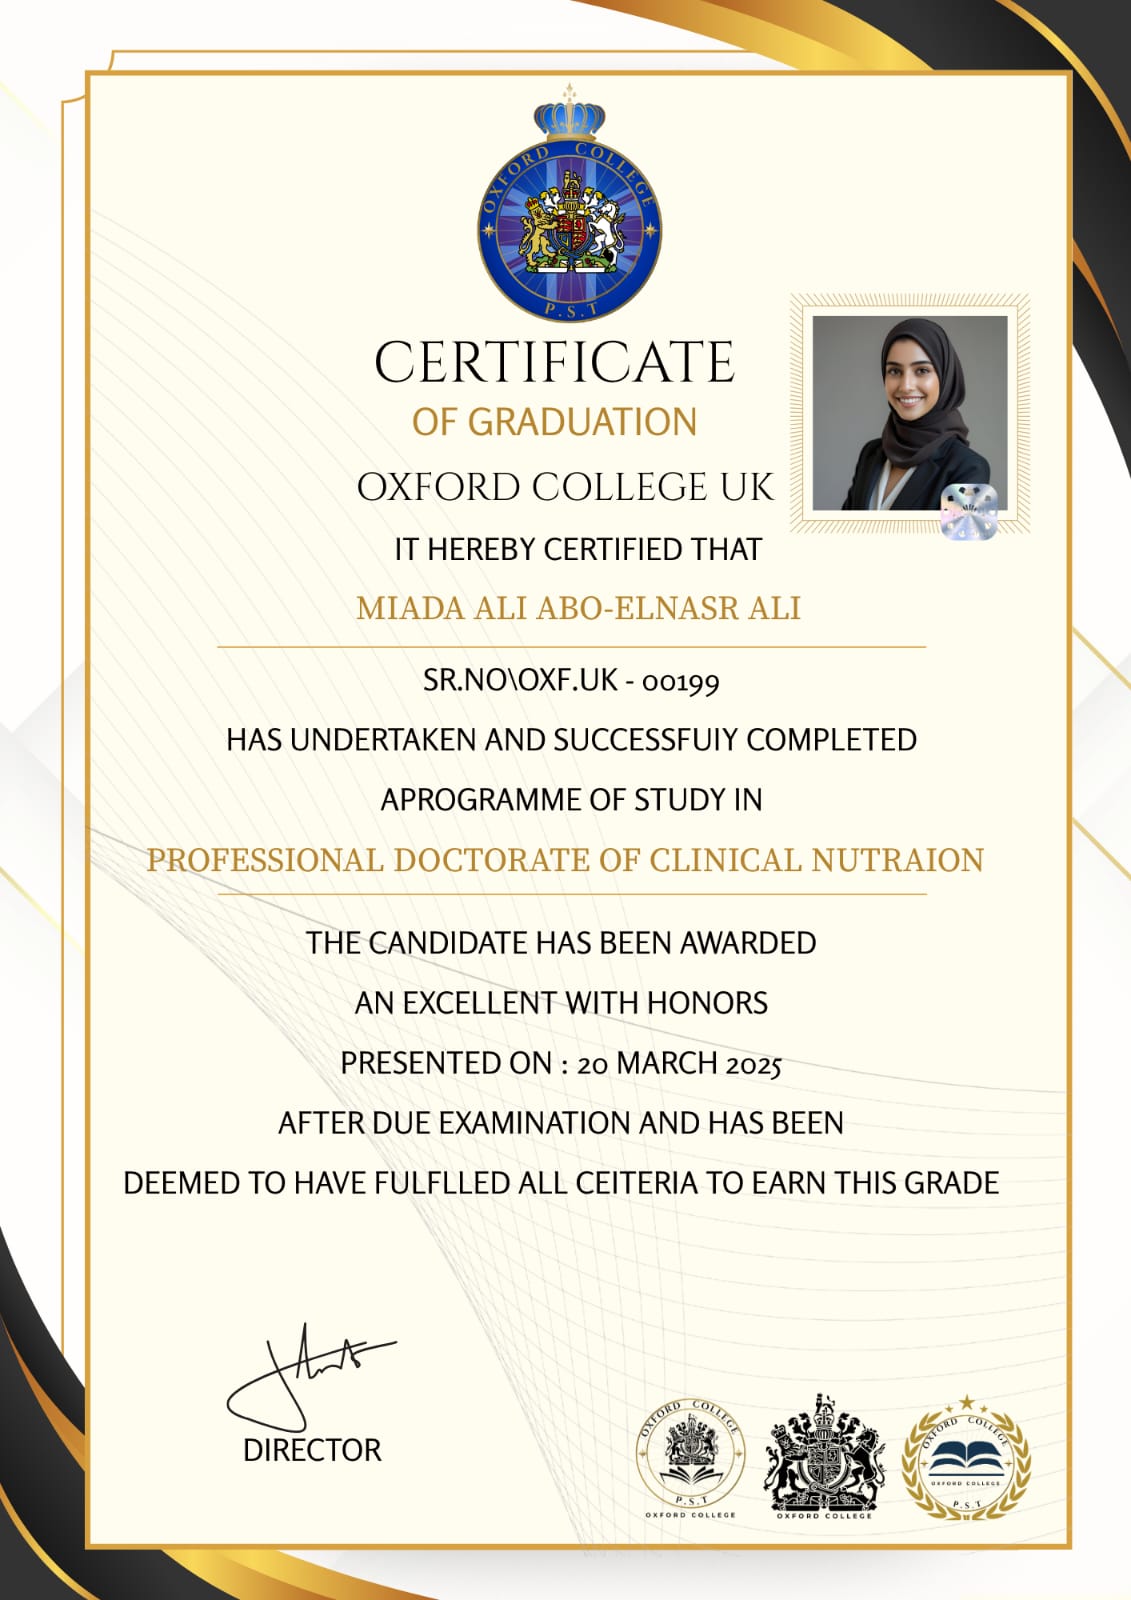 OXFORD COLLEGE
P.S.T
CERTIFICATE
OF GRADUATION
OXFORD COLLEGE UK
IT HEREBY CERTIFIED THAT
MIADA ALI ABO-ELNASR ALI
SR.NO\OXF.UK - 00199
HAS UNDERTAKEN AND SUCCESSFUIY COMPLETED
APROGRAMME OF STUDY IN
PROFESSIONAL DOCTORATE OF CLINICAL NUTRAION
THE CANDIDATE HAS BEEN AWARDED
AN EXCELLENT WITH HONORS
PRESENTED ON : 20 MARCH 2025
AFTER DUE EXAMINATION AND HAS BEEN
DEEMED TO HAVE FULFLLED ALL CEITERIA TO EARN THIS GRADE
DIRECTOR
OXFORD COLLEGE
P.S.T
OXFORD COLLEGE
OXFORD COLLEGE
OXFORD COLLEGE
OXFORD COLLEGE
P.S.T